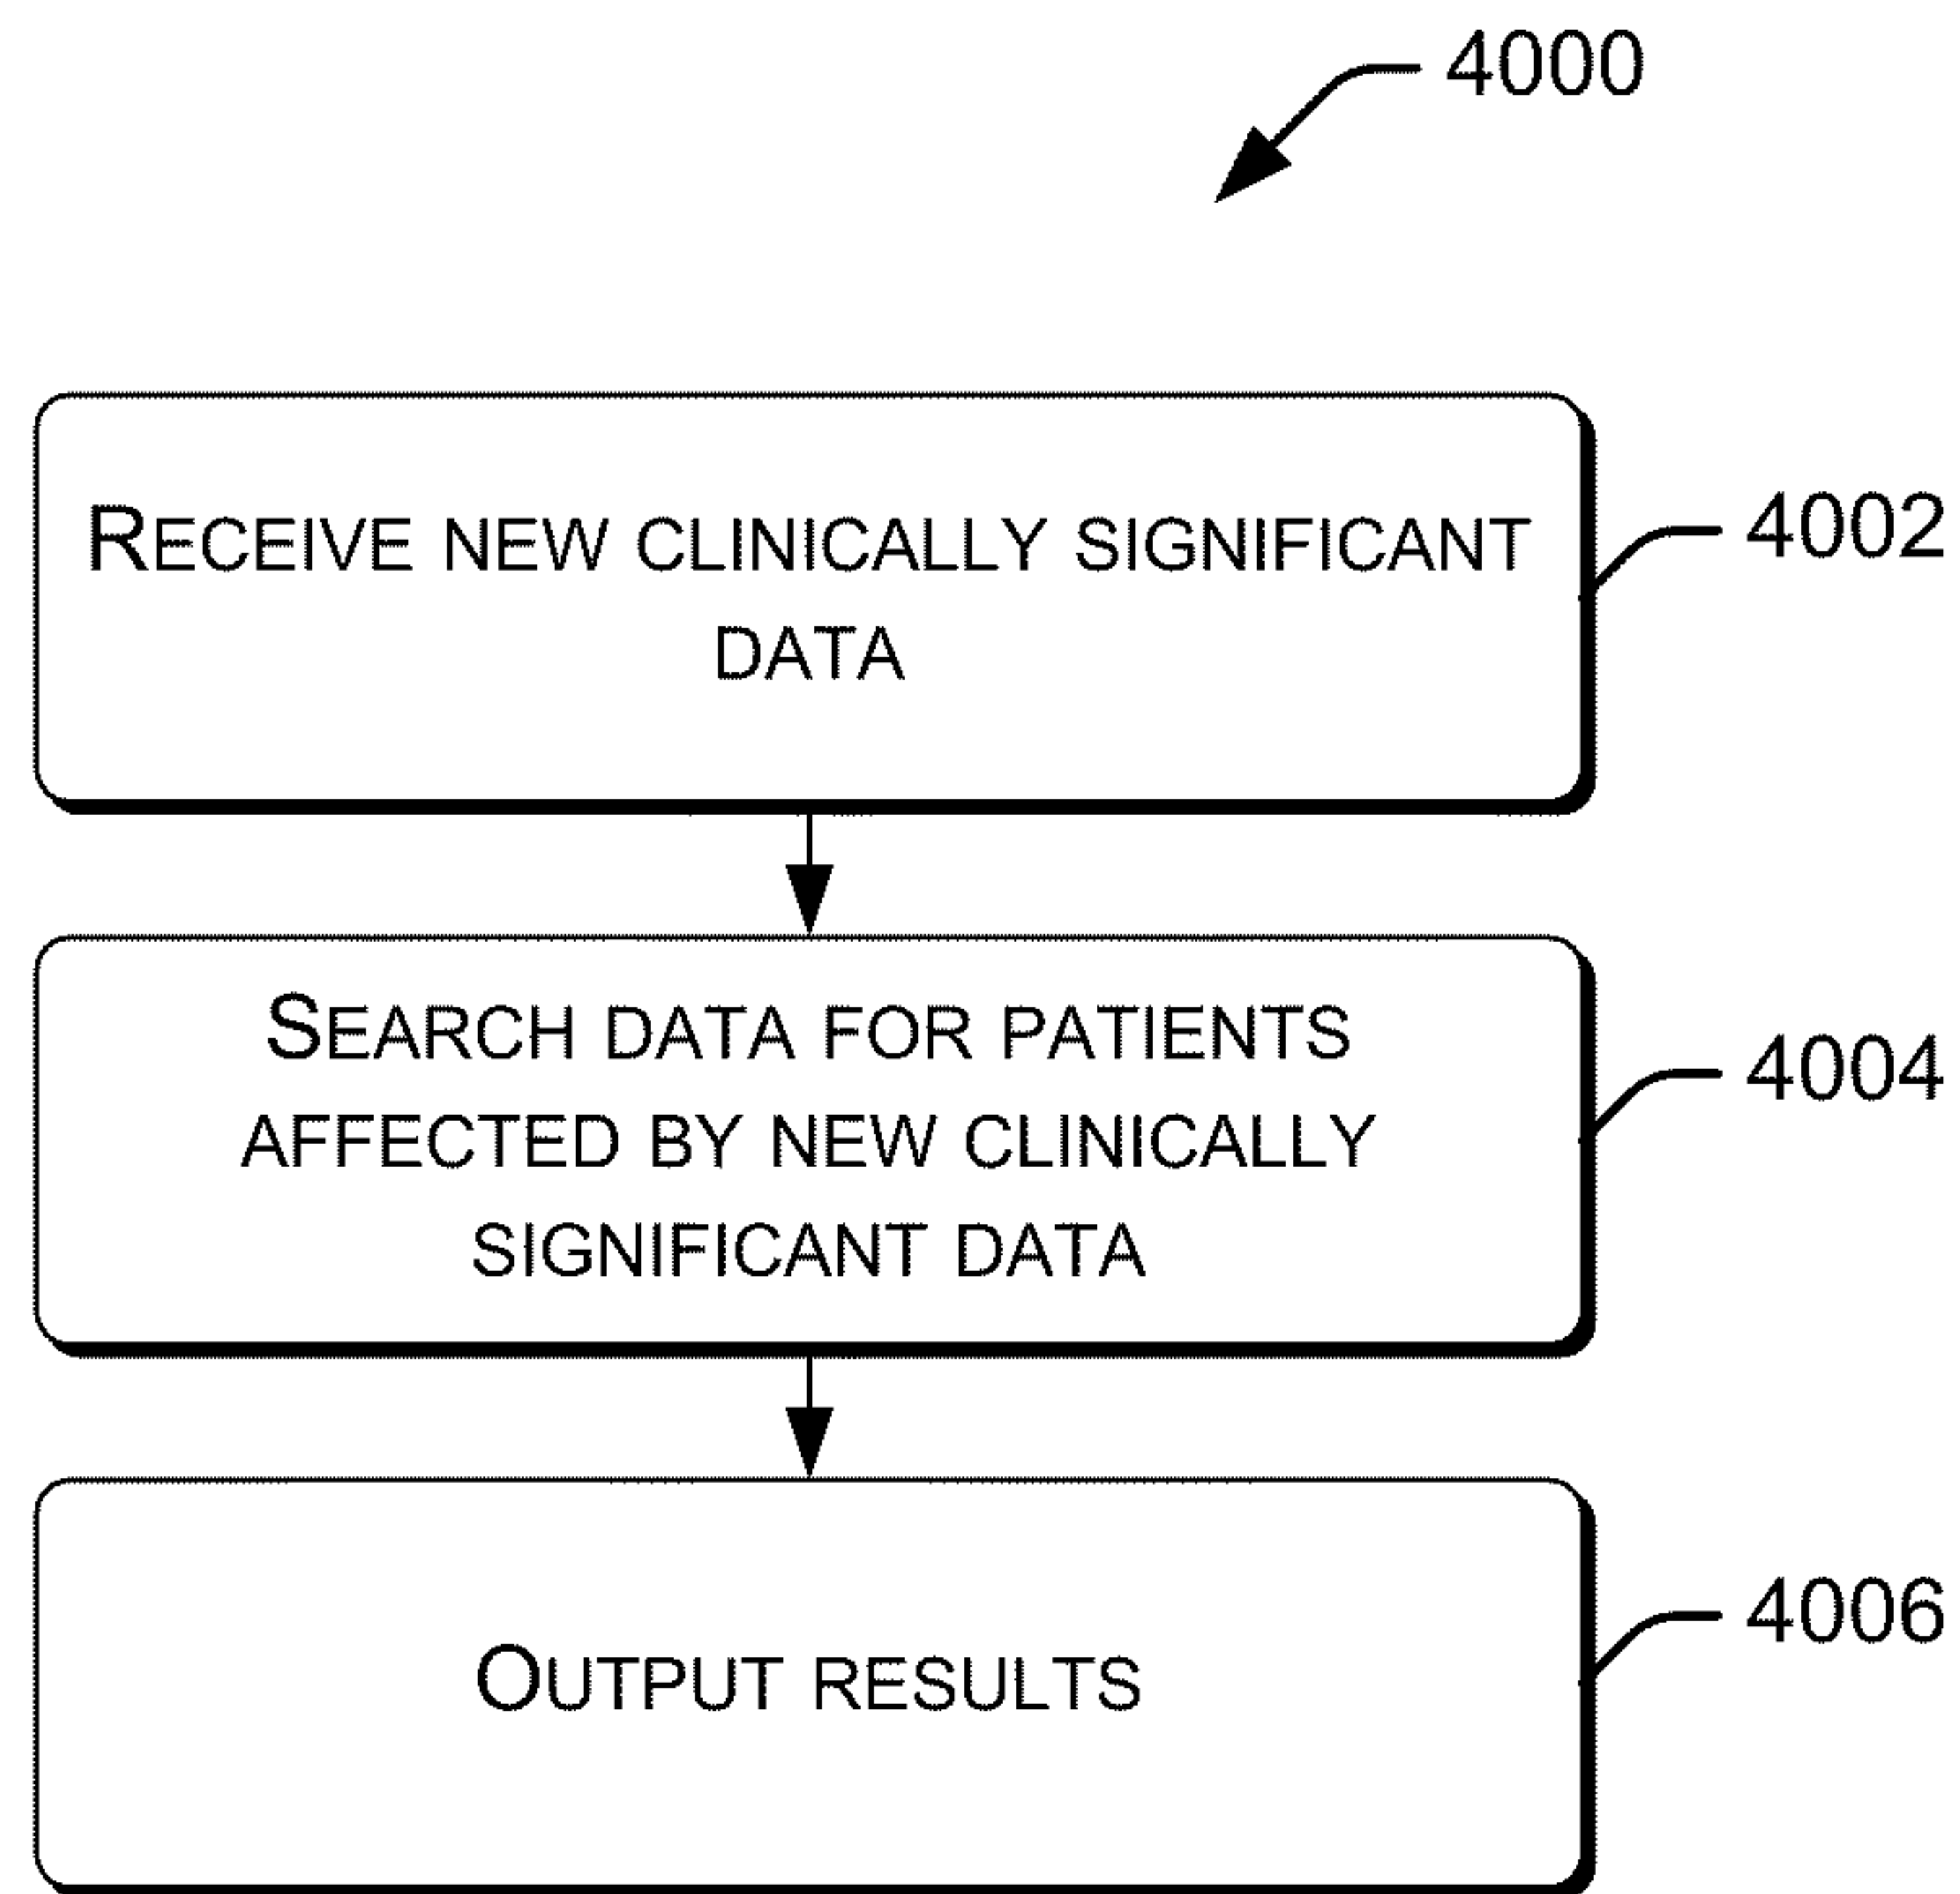 4000
RECEIVE NEW CLINICALLY SIGNIFICANT
DATA
4002
SEARCH DATA FOR PATIENTS
AFFECTED BY NEW CLINICALLY
SIGNIFICANT DATA
4004
OUTPUT RESULTS
4006